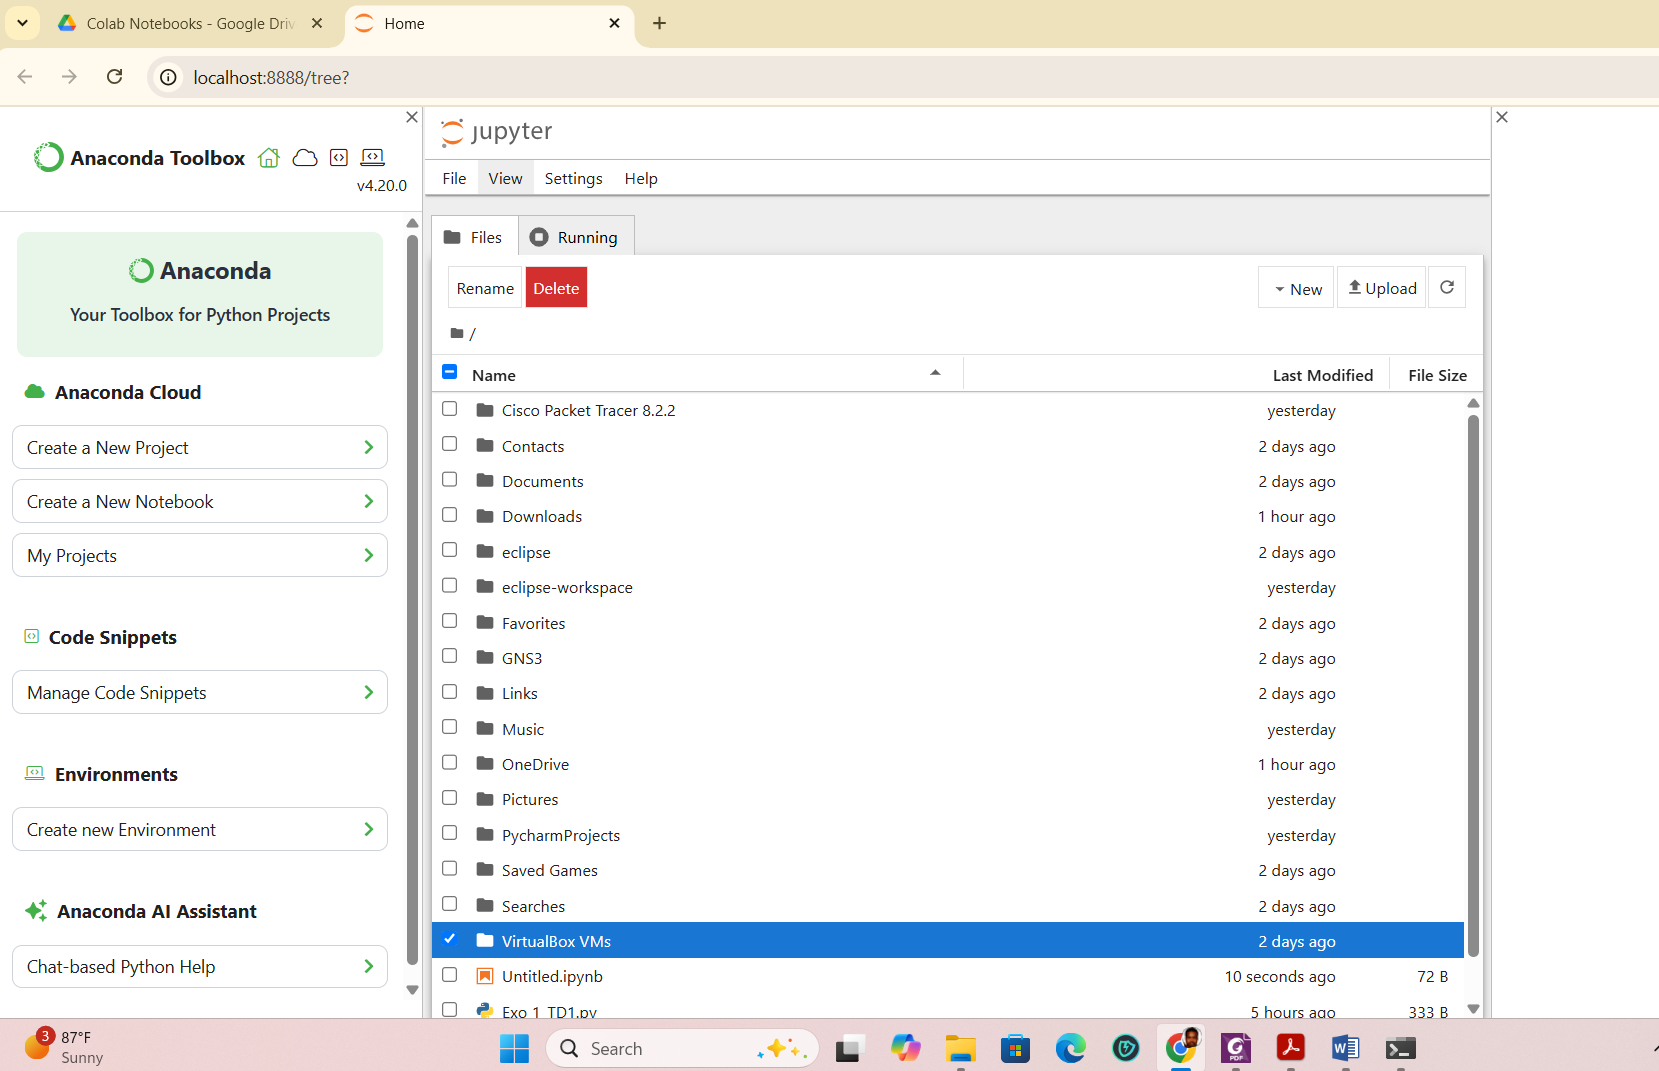 Colab Notebooks - Google Driv
Home
localhost:8888/tree?
Anaconda Toolbox
v4.20.0
Anaconda
Your Toolbox for Python Projects
Anaconda Cloud
Create a New Project
Create a New Notebook
My Projects
Code Snippets
Manage Code Snippets
Environments
Create new Environment
Anaconda AI Assistant
Chat-based Python Help
jupyter
File View Settings Help
Files Running
Rename Delete New Upload
/
Name Last Modified File Size
Cisco Packet Tracer 8.2.2 yesterday
Contacts 2 days ago
Documents 2 days ago
Downloads 1 hour ago
eclipse 2 days ago
eclipse-workspace yesterday
Favorites 2 days ago
GNS3 2 days ago
Links 2 days ago
Music yesterday
OneDrive 1 hour ago
Pictures yesterday
PycharmProjects yesterday
Saved Games 2 days ago
Searches 2 days ago
VirtualBox VMs 2 days ago
Untitled.ipynb 10 seconds ago 72 B
Exo 1_TD1.py 5 hours ago 333 B
3
87°F
Sunny
Search
PDF
W